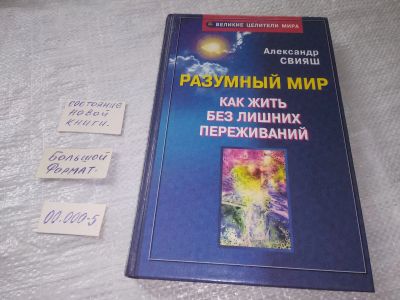 ВЕЛИКИЕ ЦЕЛИТЕЛИ МИРА
Александр
СВИЯШ
РАЗУМНЫЙ МИР
КАК ЖИТЬ
БЕЗ ЛИШНИХ
ПЕРЕЖИВАНИЙ
состояние
новой
книги.
Большой
Формат.
00.000-5